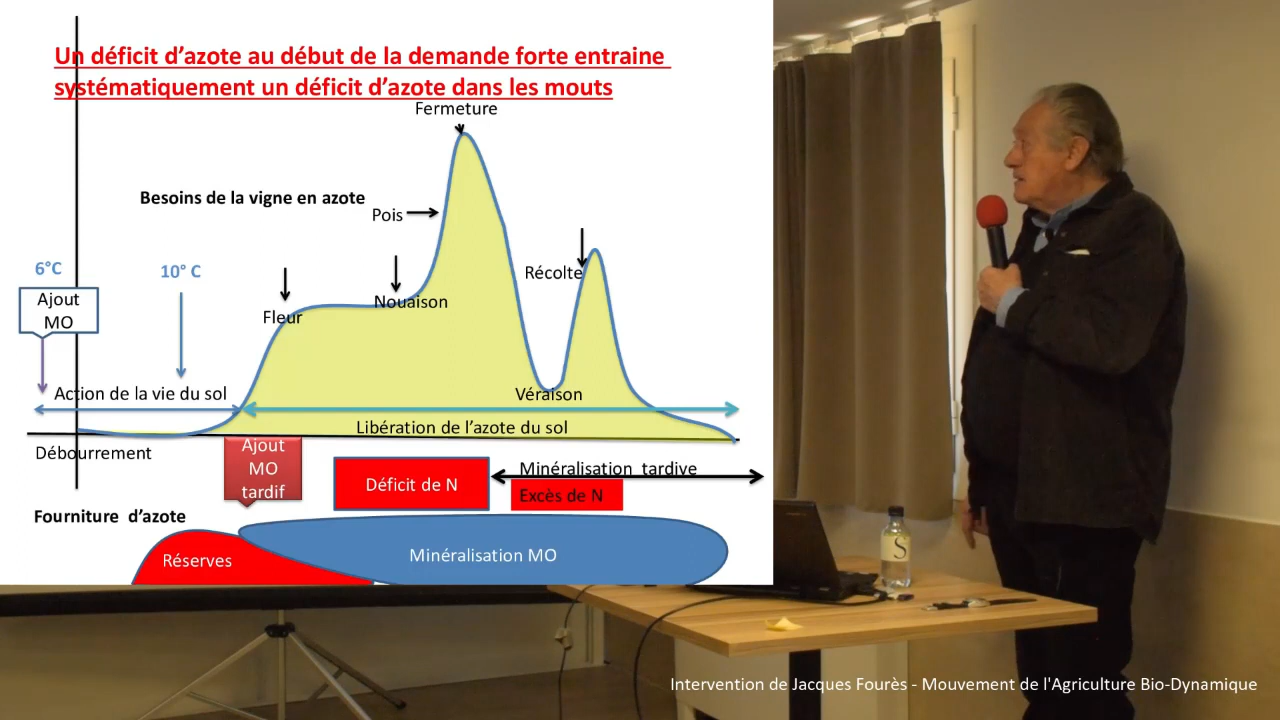 Un déficit d'azote au début de la demande forte entraine
systématiquement un déficit d'azote dans les mouts
Fermeture
Besoins de la vigne en azote
Pois
6°C
10° C
Récolte
Ajout
MO
Nouaison
Fleur
Action de la vie du sol
Véraison
Libération de l'azote du sol
Débourrement
Ajout
MO
tardif
Déficit de N
Minéralisation tardive
Excès de N
Fourniture d'azote
Réserves
Minéralisation MO
S
Intervention de Jacques Fourès - Mouvement de l'Agriculture Bio-Dynamique